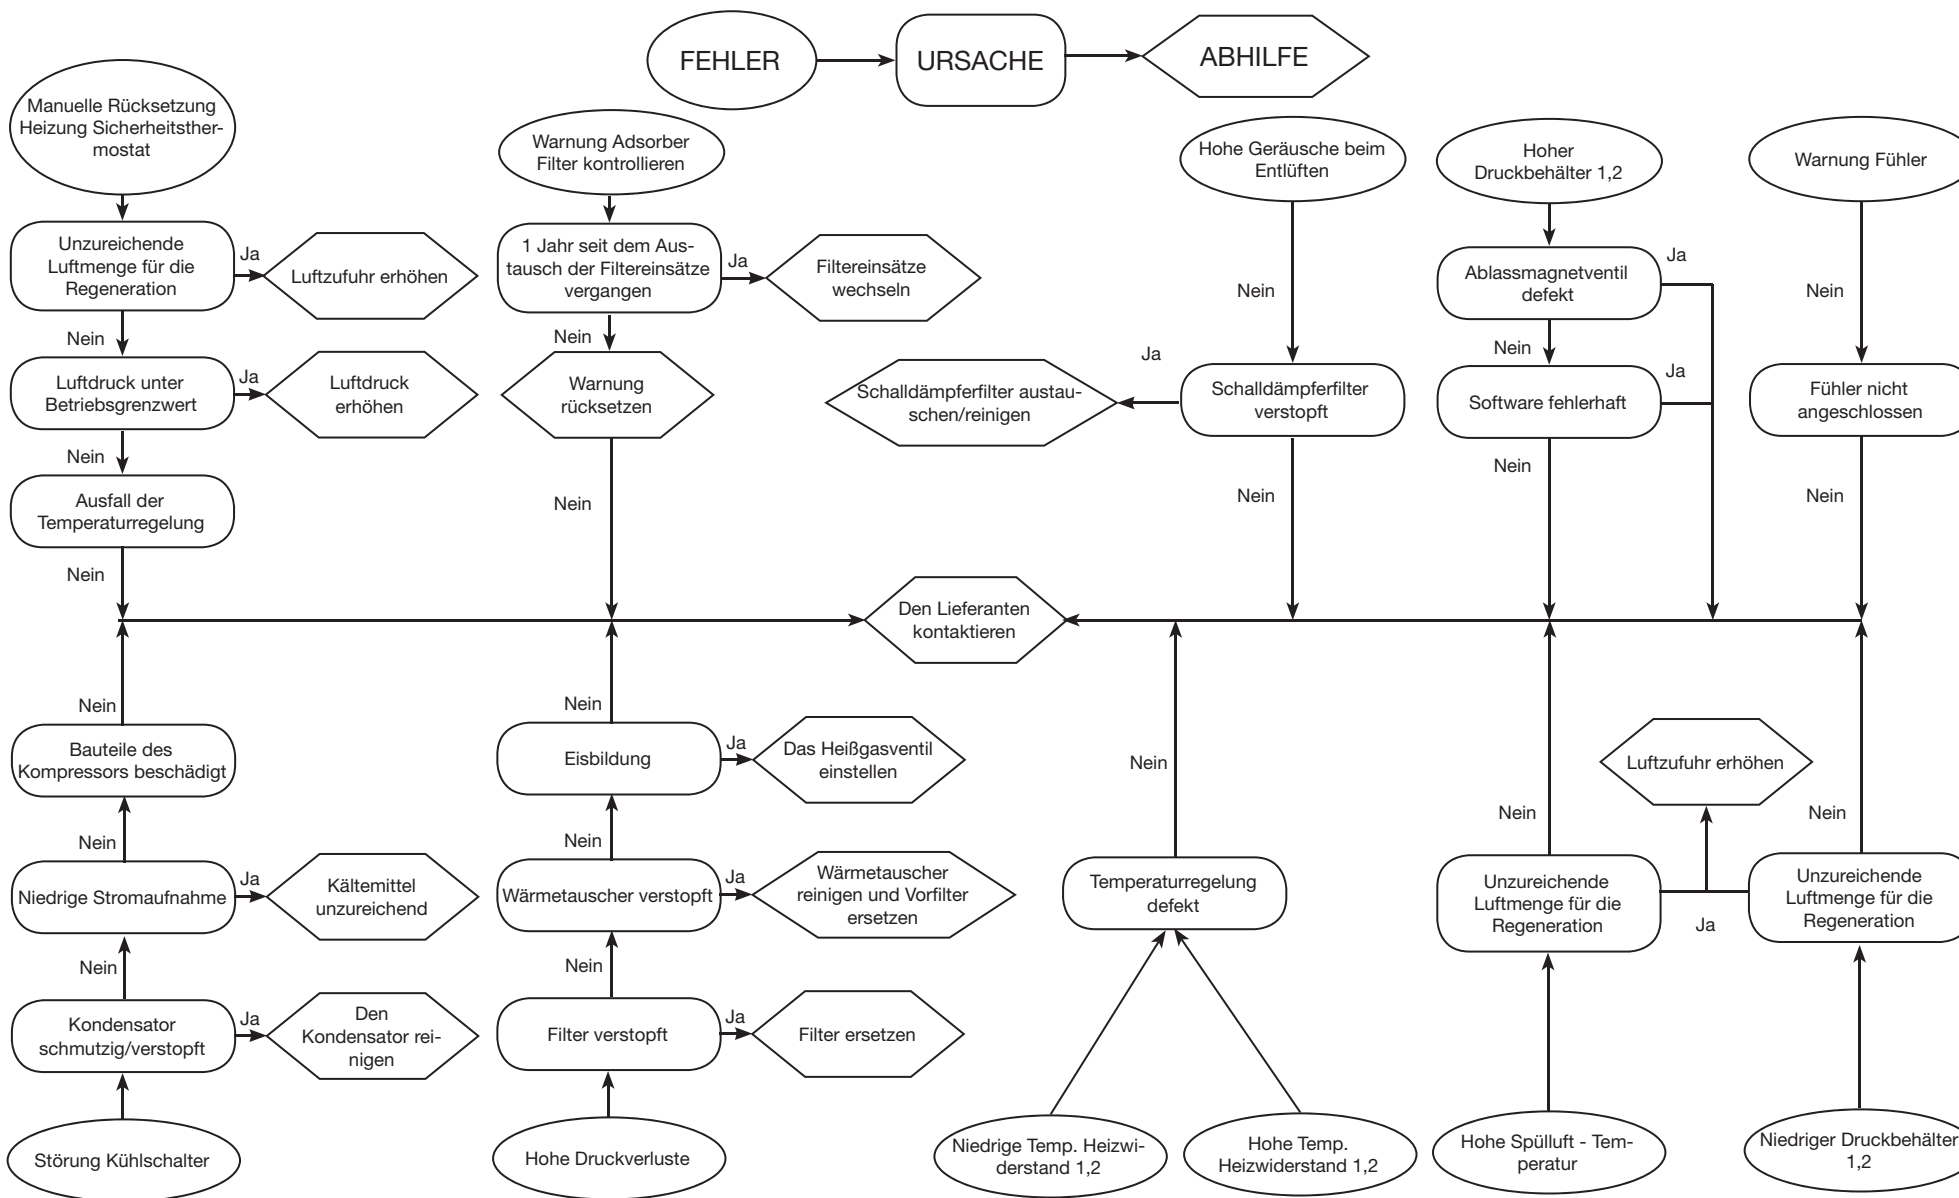 FEHLER
URSACHE
ABHILFE
Manuelle Rücksetzung
Heizung Sicherheitsther-
mostat
Warnung Adsorber
Filter kontrollieren
Hohe Geräusche beim
Entlüften
Hoher
Druckbehälter 1,2
Warnung Fühler
Unzureichende
Luftmenge für die
Regeneration
Ja
Luftzufuhr erhöhen
1 Jahr seit dem Aus-
tausch der Filtereinsätze
vergangen
Ja
Filtereinsätze
wechseln
Nein
Ablassmagnetventil
defekt
Ja
Nein
Nein
Nein
Nein
Luftdruck unter
Betriebsgrenzwert
Ja
Luftdruck
erhöhen
Warnung
rücksetzen
Schalldämpferfilter austau-
schen/reinigen
Ja
Schalldämpferfilter
verstopft
Software fehlerhaft
Ja
Fühler nicht
angeschlossen
Nein
Nein
Nein
Nein
Nein
Ausfall der
Temperaturregelung
Nein
Den Lieferanten
kontaktieren
Nein
Nein
Bauteile des
Kompressors beschädigt
Eisbildung
Ja
Das Heißgasventil
einstellen
Nein
Luftzufuhr erhöhen
Nein
Nein
Nein
Nein
Niedrige Stromaufnahme
Ja
Kältemittel
unzureichend
Wärmetauscher verstopft
Ja
Wärmetauscher
reinigen und Vorfilter
ersetzen
Temperaturregelung
defekt
Unzureichende
Luftmenge für die
Regeneration
Ja
Unzureichende
Luftmenge für die
Regeneration
Nein
Nein
Kondensator
schmutzig/verstopft
Ja
Den
Kondensator rei-
nigen
Filter verstopft
Ja
Filter ersetzen
Störung Kühlschalter
Hohe Druckverluste
Niedrige Temp. Heizwi-
derstand 1,2
Hohe Temp.
Heizwiderstand 1,2
Hohe Spülluft - Tem-
peratur
Niedriger Druckbehälter
1,2